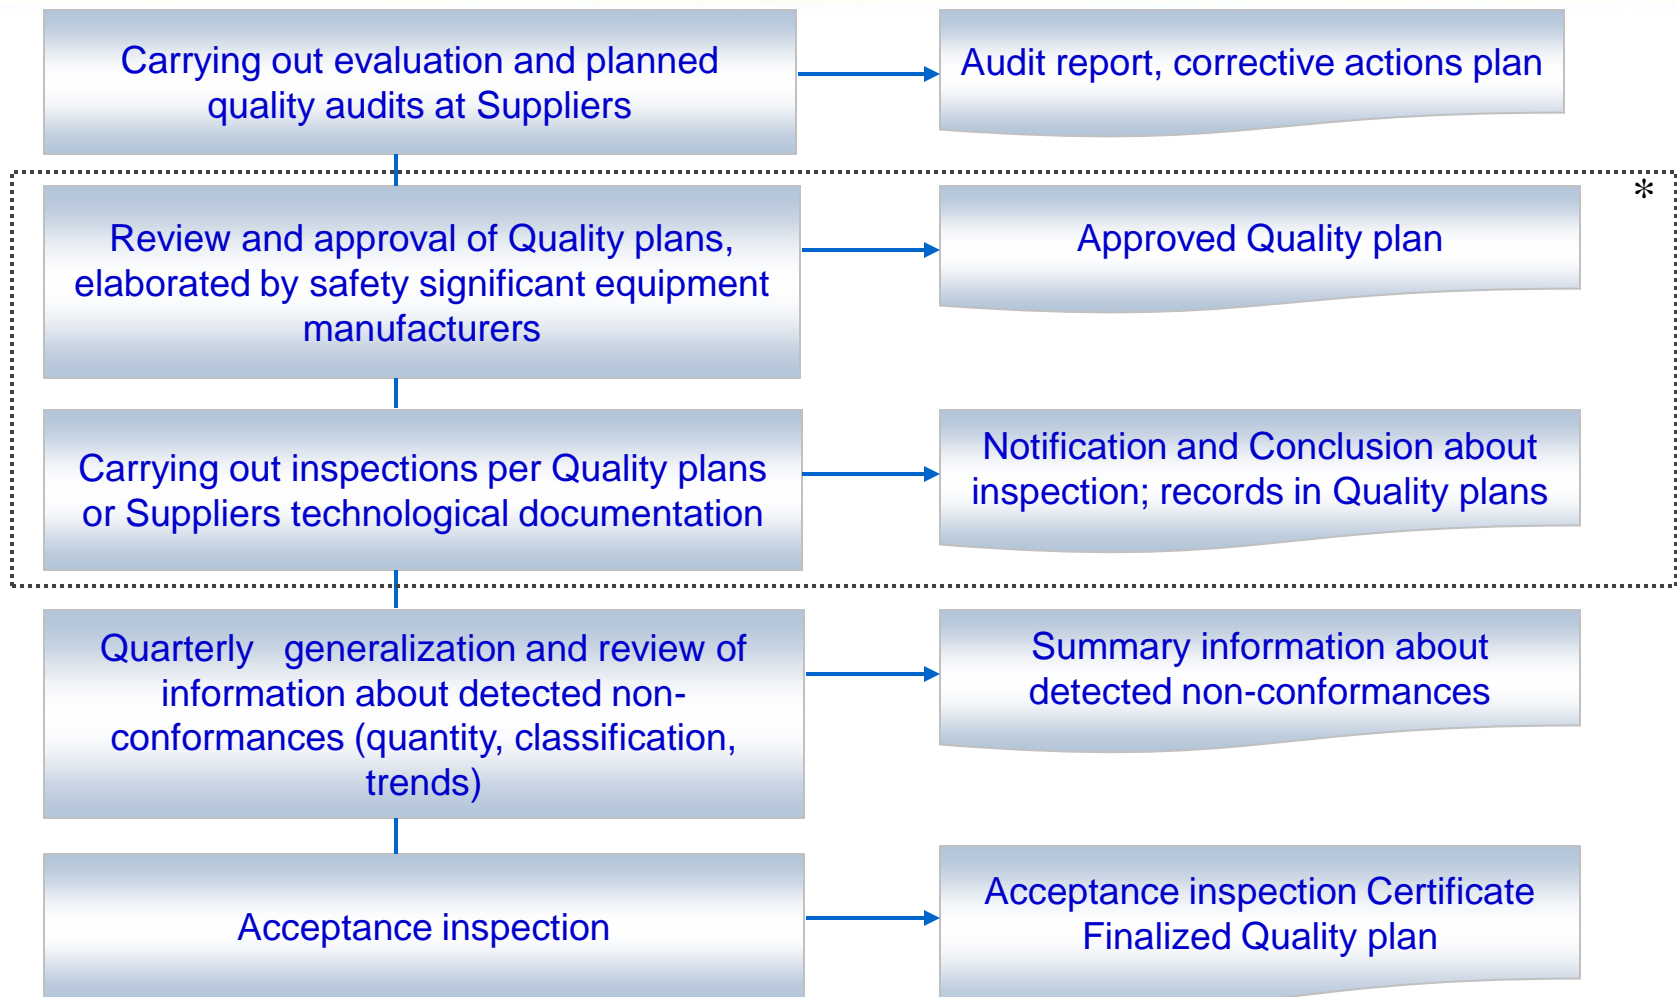 Carrying out evaluation and planned
quality audits at Suppliers
Audit report, corrective actions plan
*
Review and approval of Quality plans,
elaborated by safety significant equipment
manufacturers
Approved Quality plan
Carrying out inspections per Quality plans
or Suppliers technological documentation
Notification and Conclusion about
inspection; records in Quality plans
Quarterly   generalization and review of
information about detected non-
conformances (quantity, classification,
trends)
Summary information about
detected non-conformances
Acceptance inspection
Acceptance inspection Certificate
Finalized Quality plan